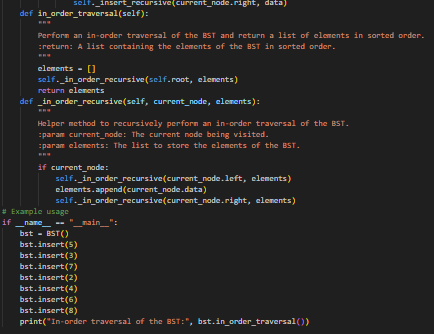 self._insert_recursive(current_node.right, data)
def in_order_traversal(self):
"""
Perform an in-order traversal of the BST and return a list of elements in sorted order.
:return: A list containing the elements of the BST in sorted order.
"""
elements = []
self._in_order_recursive(self.root, elements)
return elements
def _in_order_recursive(self, current_node, elements):
"""
Helper method to recursively perform an in-order traversal of the BST.
:param current_node: The current node being visited.
:param elements: The list to store the elements of the BST.
"""
if current_node:
self._in_order_recursive(current_node.left, elements)
elements.append(current_node.data)
self._in_order_recursive(current_node.right, elements)
# Example usage
if __name__ == "__main__":
bst = BST()
bst.insert(5)
bst.insert(3)
bst.insert(7)
bst.insert(2)
bst.insert(4)
bst.insert(6)
bst.insert(8)
print("In-order traversal of the BST:", bst.in_order_traversal())